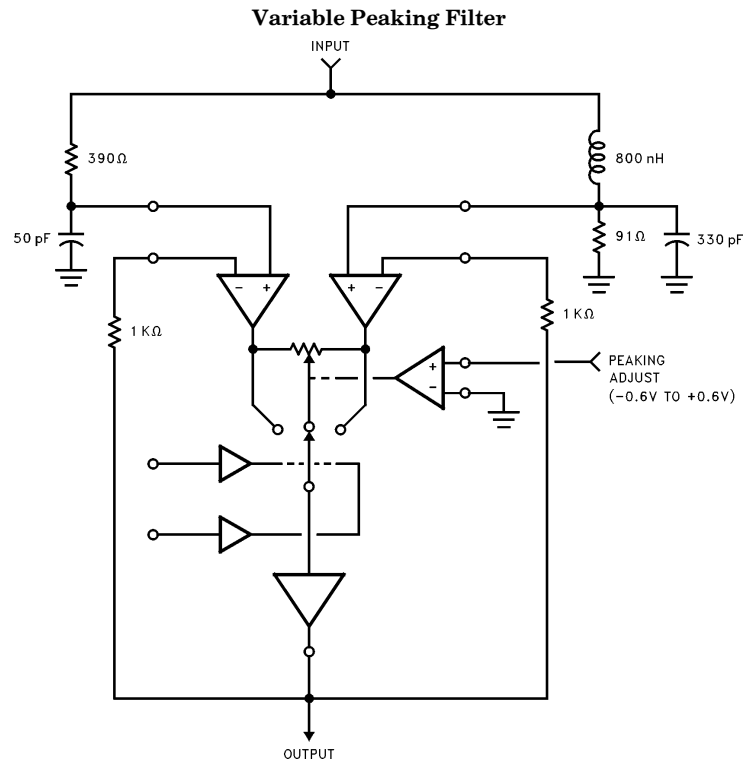 Variable Peaking Filter
INPUT
390Ω
800 nH
50 pF
91Ω
330 pF
- +
+ -
1 KΩ
1 KΩ
+
-
PEAKING
ADJUST
(-0.6V TO +0.6V)
OUTPUT